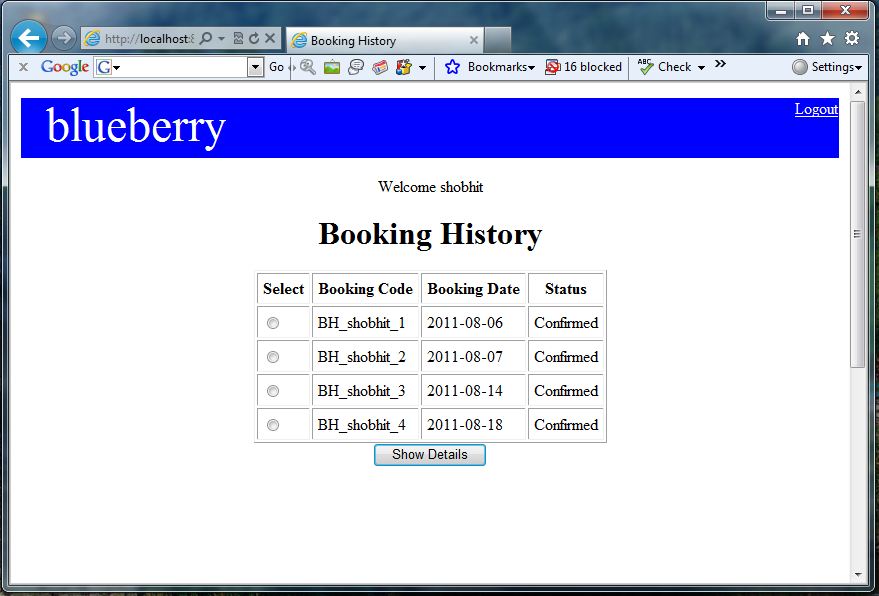 http://localhost:
Booking History
Google
G
Go
Bookmarks
16 blocked
ABC
Check
Settings
blueberry
Logout
Welcome shobhit
Booking History
Select Booking Code Booking Date Status
BH_shobhit_1 2011-08-06 Confirmed
BH_shobhit_2 2011-08-07 Confirmed
BH_shobhit_3 2011-08-14 Confirmed
BH_shobhit_4 2011-08-18 Confirmed
Show Details